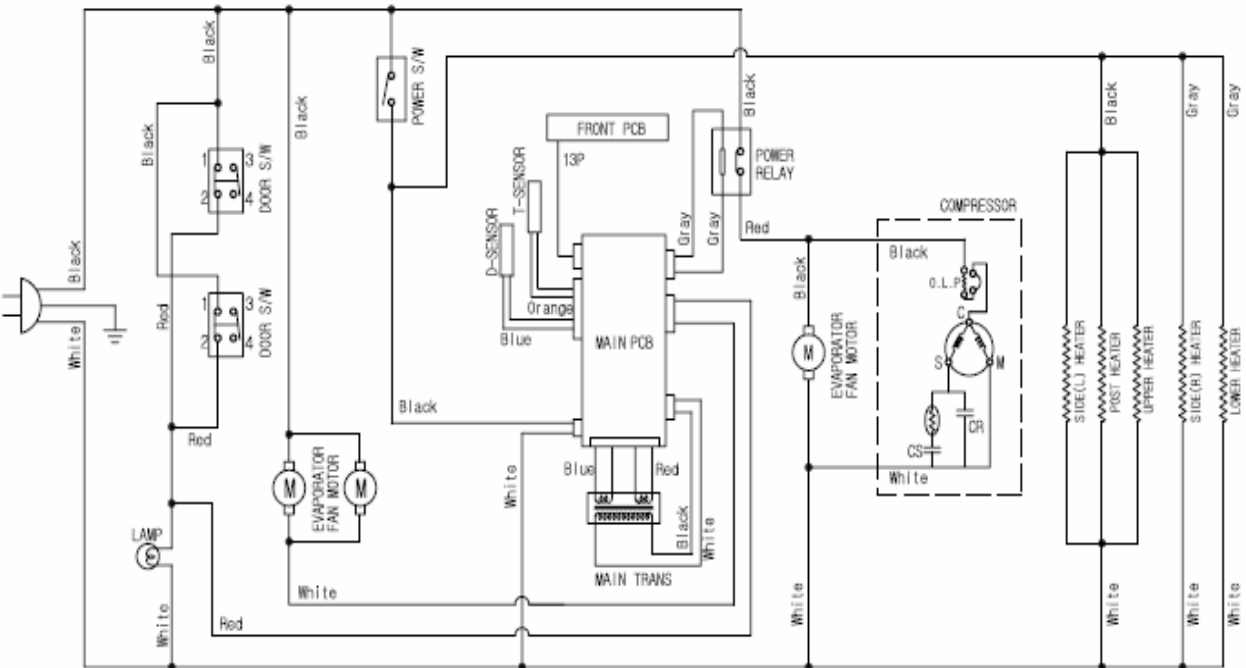 Black
Black
Black
Black
POWER S/W
FRONT PCB
13P
Black
POWER
RELAY
Black
Gray
Gray
1
3
2
4
DOOR S/W
T-SENSOR
D-SENSOR
Gray
Gray
Red
COMPRESSOR
Black
Black
O.L.P
C
S
M
CR
CS
White
Black
White
Red
1
3
2
4
DOOR S/W
Orange
Blue
MAIN PCB
M
EVAPORATOR
FAN MOTOR
SIDE(L) HEATER
POST HEATER
UPPER HEATER
SIDE(R) HEATER
LOWER HEATER
Black
Red
Blue
Red
White
M
M
EVAPORATOR
FAN MOTOR
Black
White
MAIN TRANS
LAMP
White
White
Red
White
White
White
White